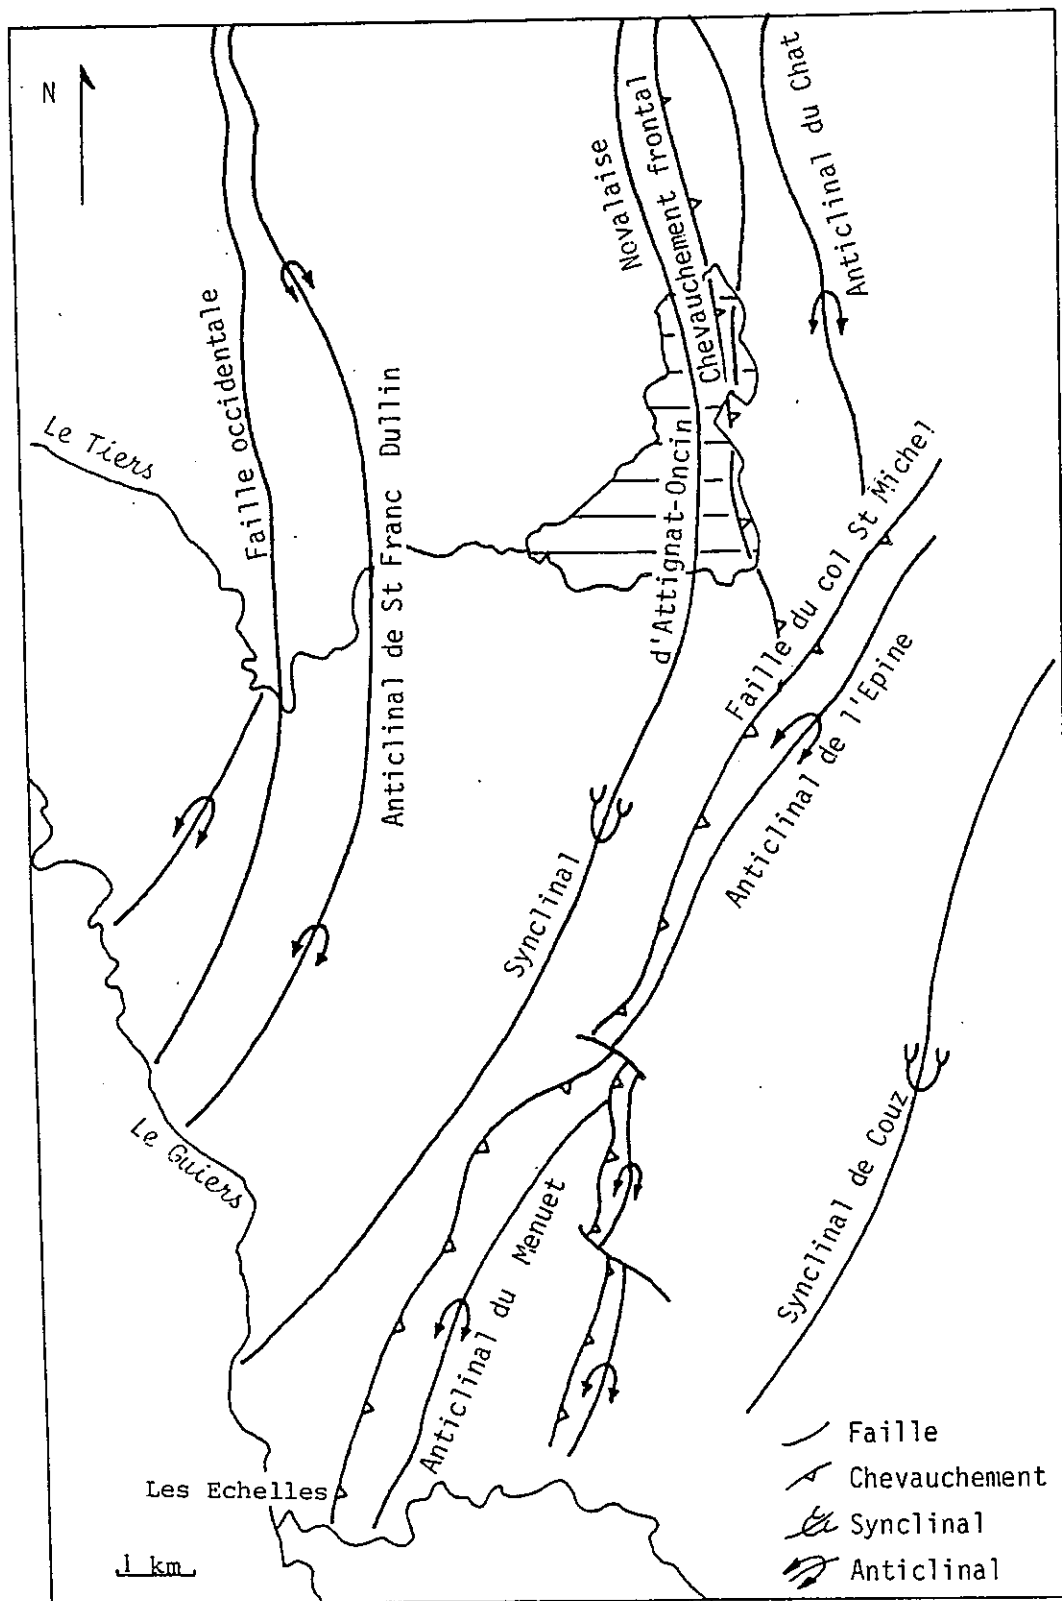 N
Novalaise
Chevauchement frontal
Anticlinal du Chat
Le Tiers
Faille occidentale
Anticlinal de St Franc Dullin
Synclinal d'Attignat-Oncin
Faille du col St Michel
Anticlinal de l'Epine
Le Guiers
Anticlinal du Menuet
Synclinal de Couz
Les Echelles
1 km
Faille
Chevauchement
Synclinal
Anticlinal